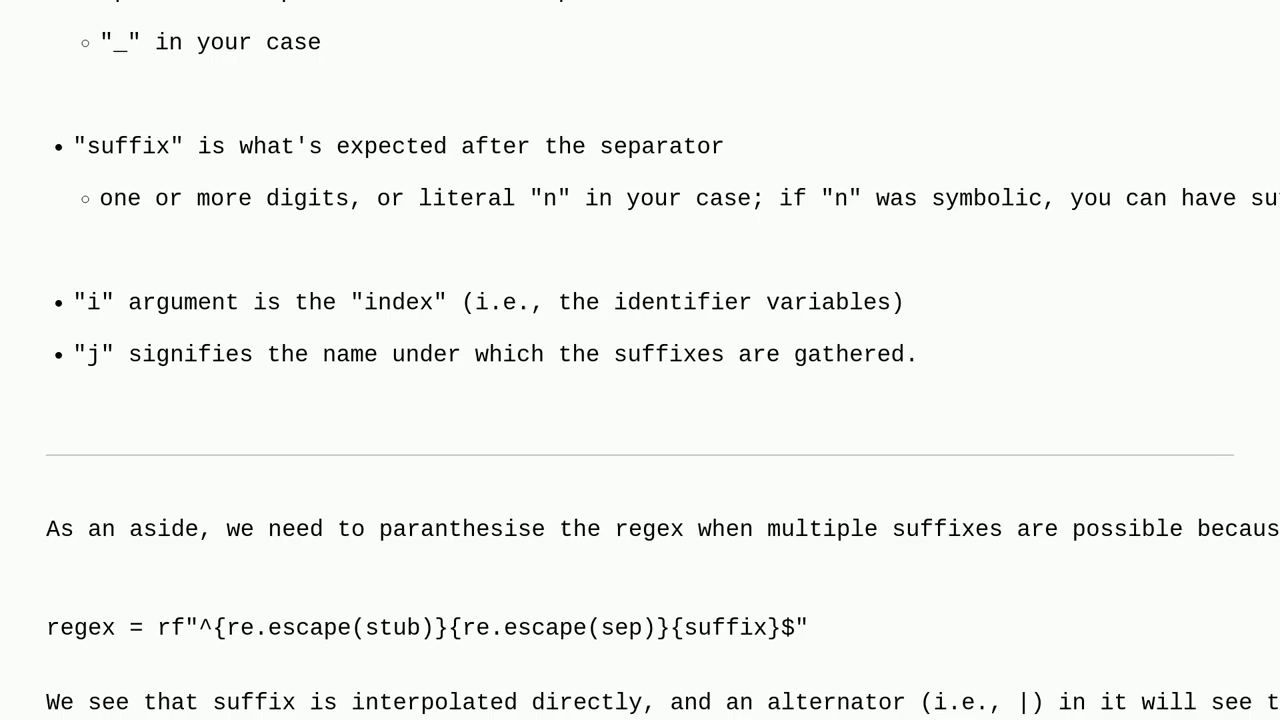 "_" in your case
"suffix" is what's expected after the separator
one or more digits, or literal "n" in your case; if "n" was symbolic, you can have
"i" argument is the "index" (i.e., the identifier variables)
"j" signifies the name under which the suffixes are gathered.
As an aside, we need to paranthesise the regex when multiple suffixes are possible
regex = rf"^{re.escape(stub)}{re.escape(sep)}{suffix}$"
We see that suffix is interpolated directly, and an alternator (i.e., |) in it will see